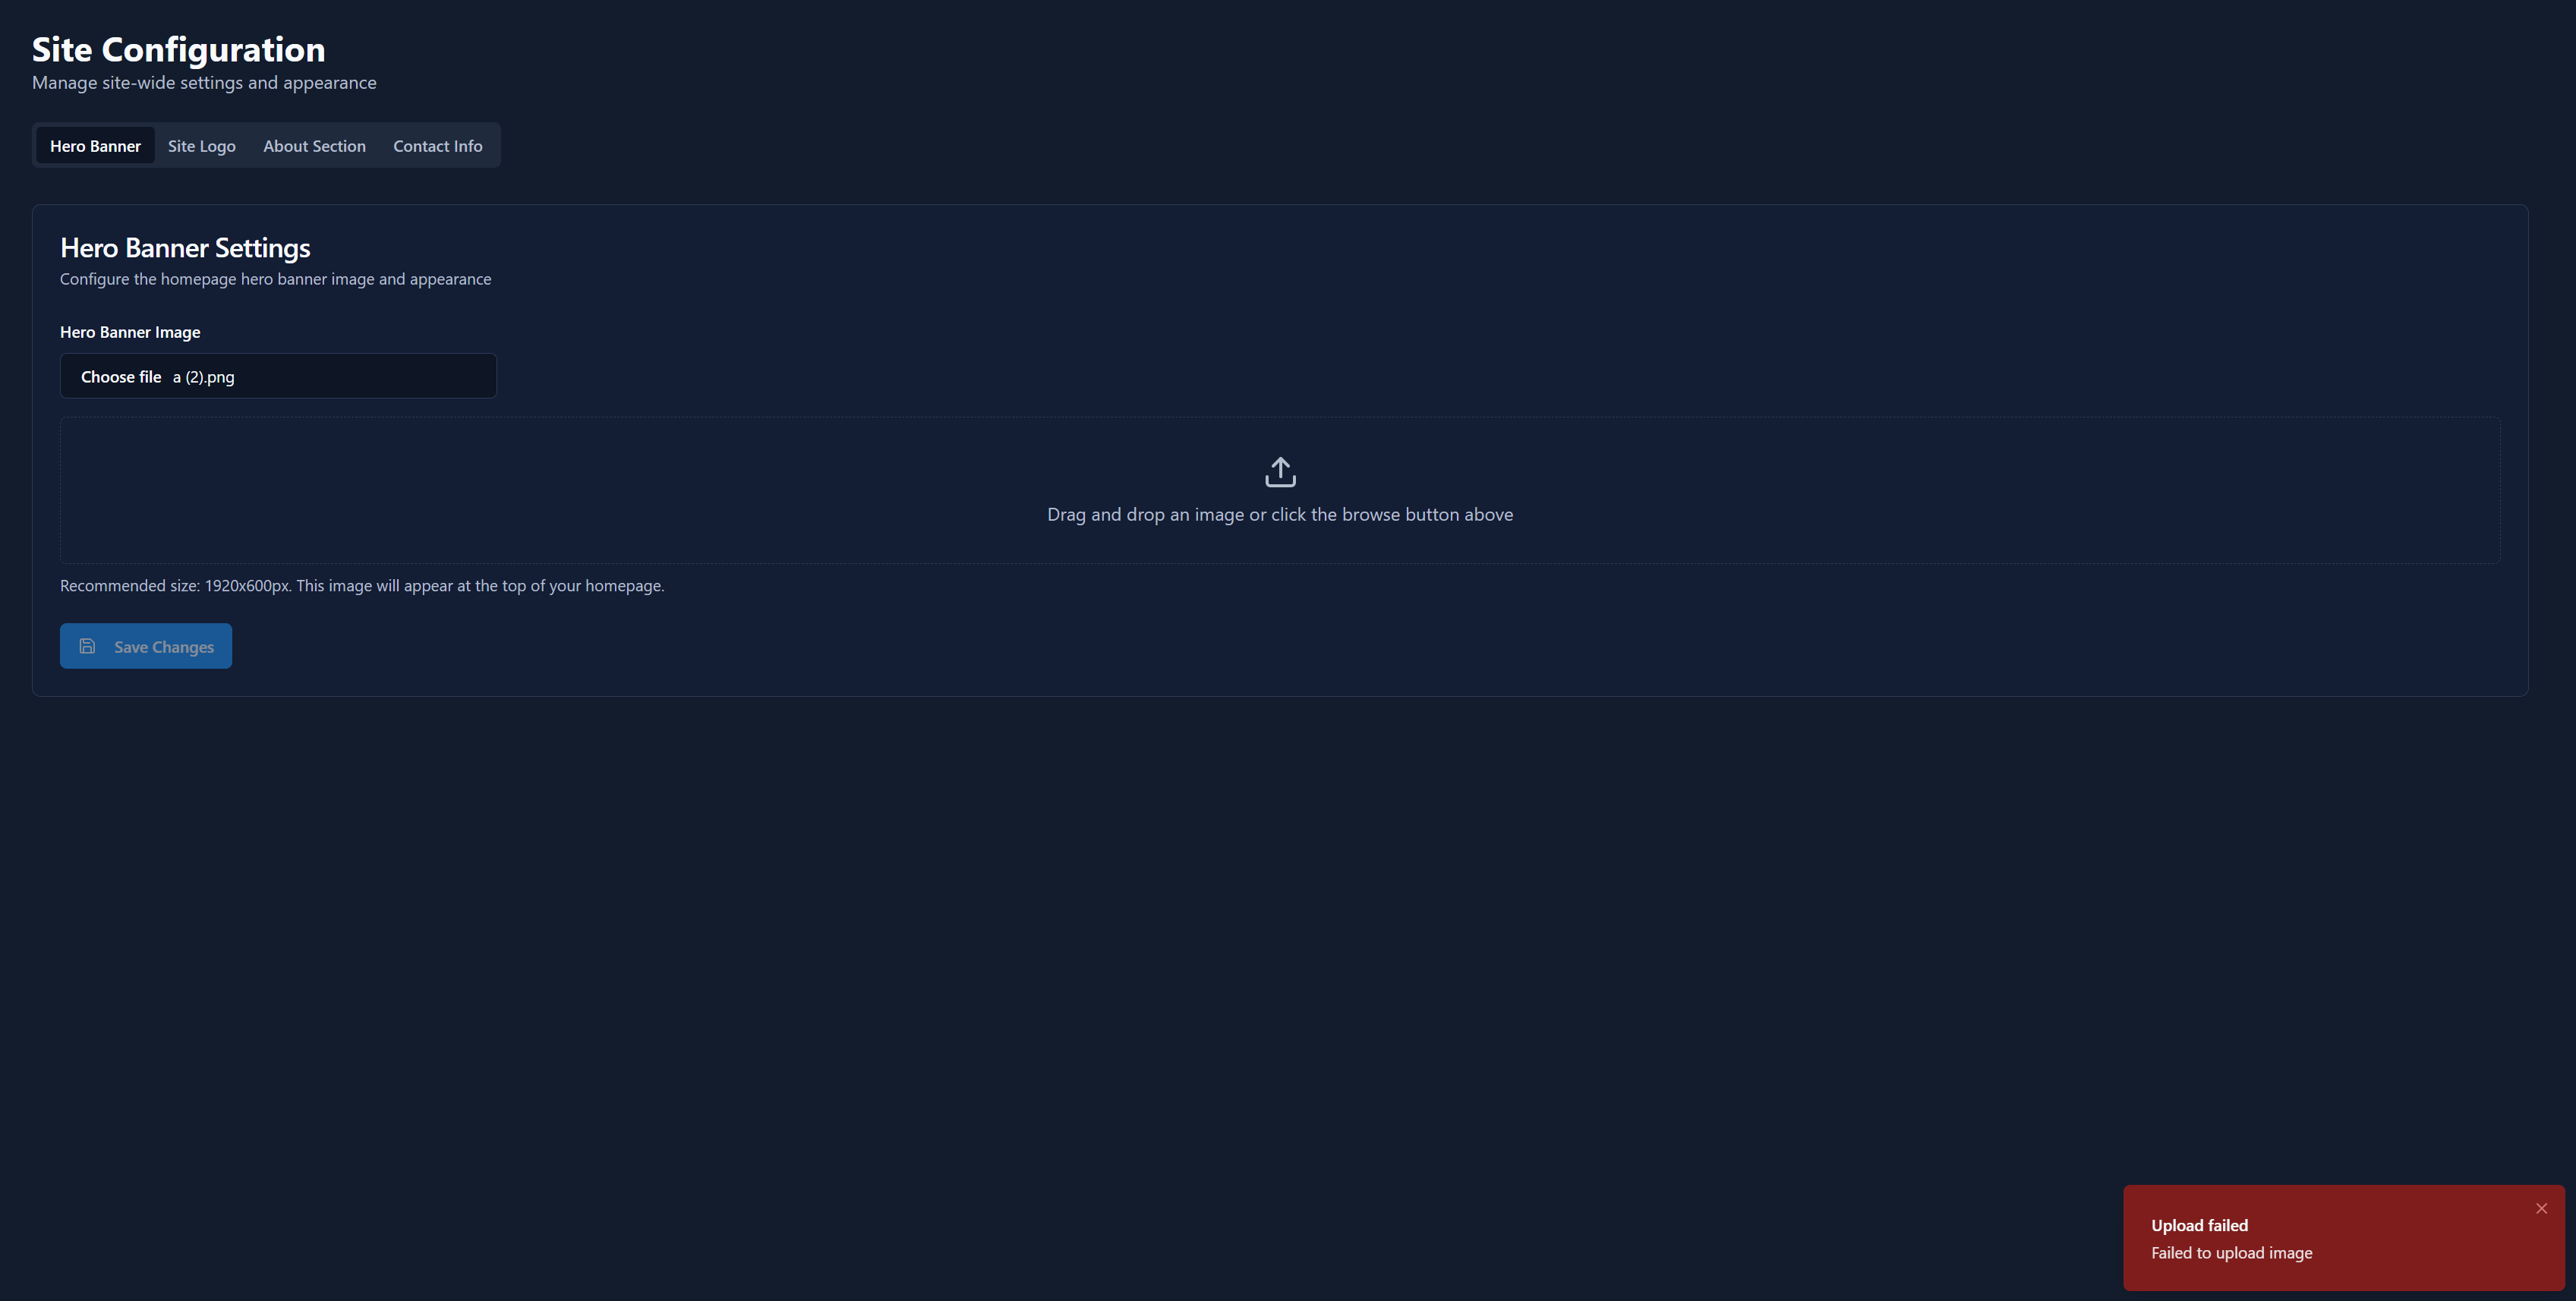 Site Configuration
Manage site-wide settings and appearance
Hero Banner
Site Logo
About Section
Contact Info
Hero Banner Settings
Configure the homepage hero banner image and appearance
Hero Banner Image
Choose file a (2).png
Drag and drop an image or click the browse button above
Recommended size: 1920x600px. This image will appear at the top of your homepage.
Save Changes
Upload failed
Failed to upload image